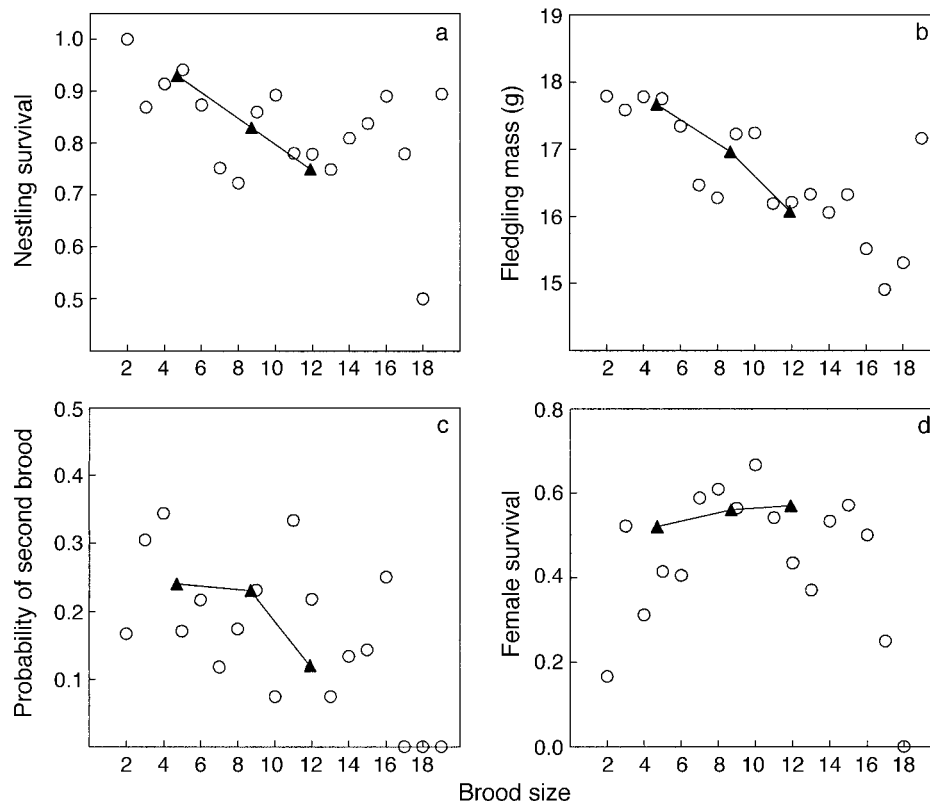 a
1.0
0.9
0.8
0.7
0.6
0.5
Nestling survival
2 4 6 8 10 12 14 16 18
b
19
18
17
16
15
Fledgling mass (g)
2 4 6 8 10 12 14 16 18
c
0.5
0.4
0.3
0.2
0.1
Probability of second brood
2 4 6 8 10 12 14 16 18
d
0.8
0.6
0.4
0.2
0.0
Female survival
2 4 6 8 10 12 14 16 18
Brood size